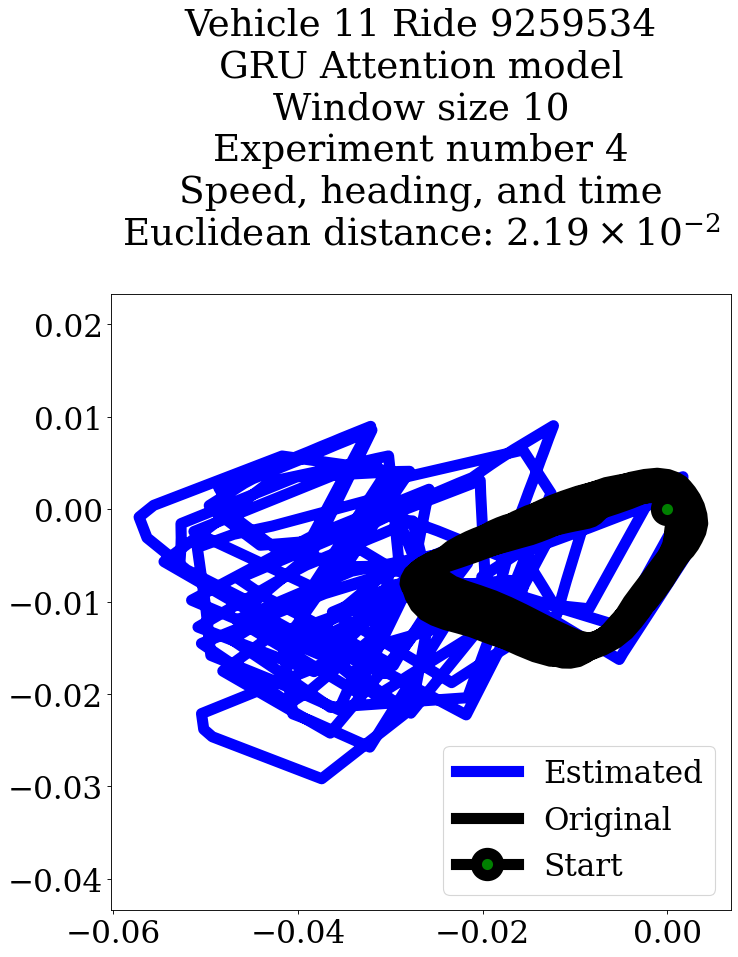 Vehicle 11 Ride 9259534
GRU Attention model
Window size 10
Experiment number 4
Speed, heading, and time
Euclidean distance: 2.19 × 10⁻²
0.02
0.01
0.00
−0.01
−0.02
−0.03
−0.04
Estimated
Original
Start
−0.06
−0.04
−0.02
0.00